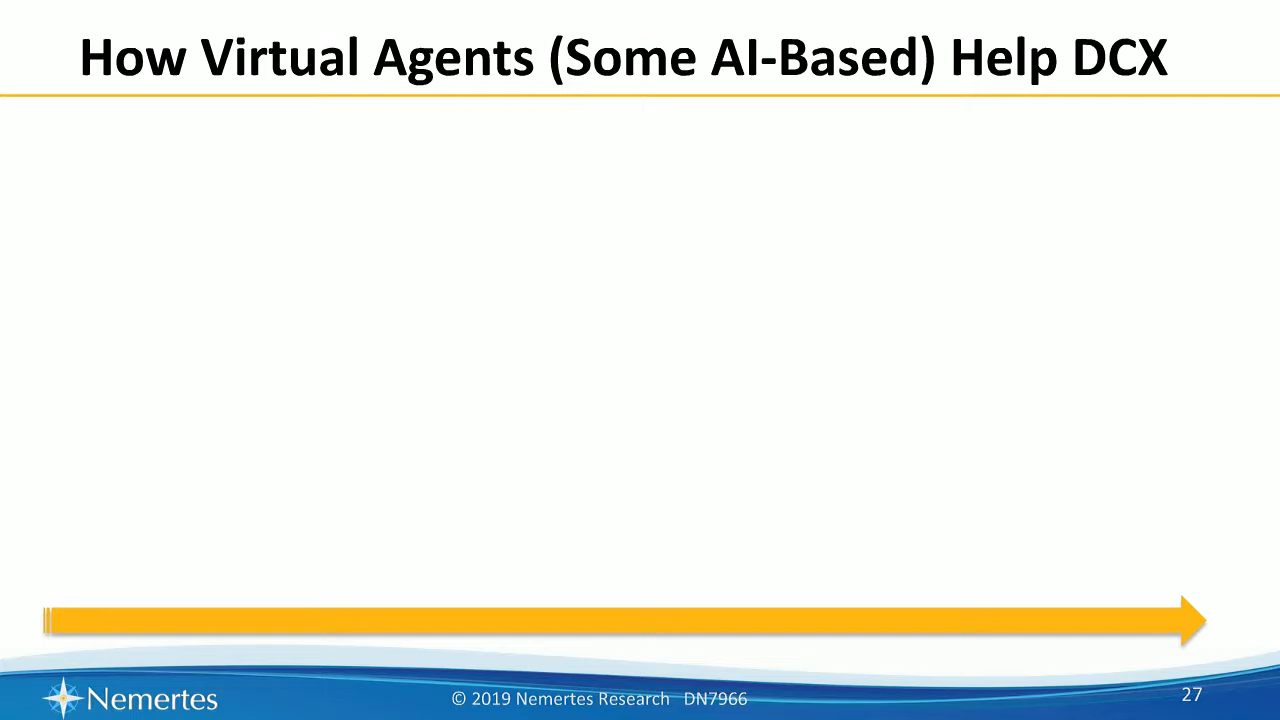 How Virtual Agents (Some AI-Based) Help DCX
Nemertes
© 2019 Nemertes Research DN7966
27